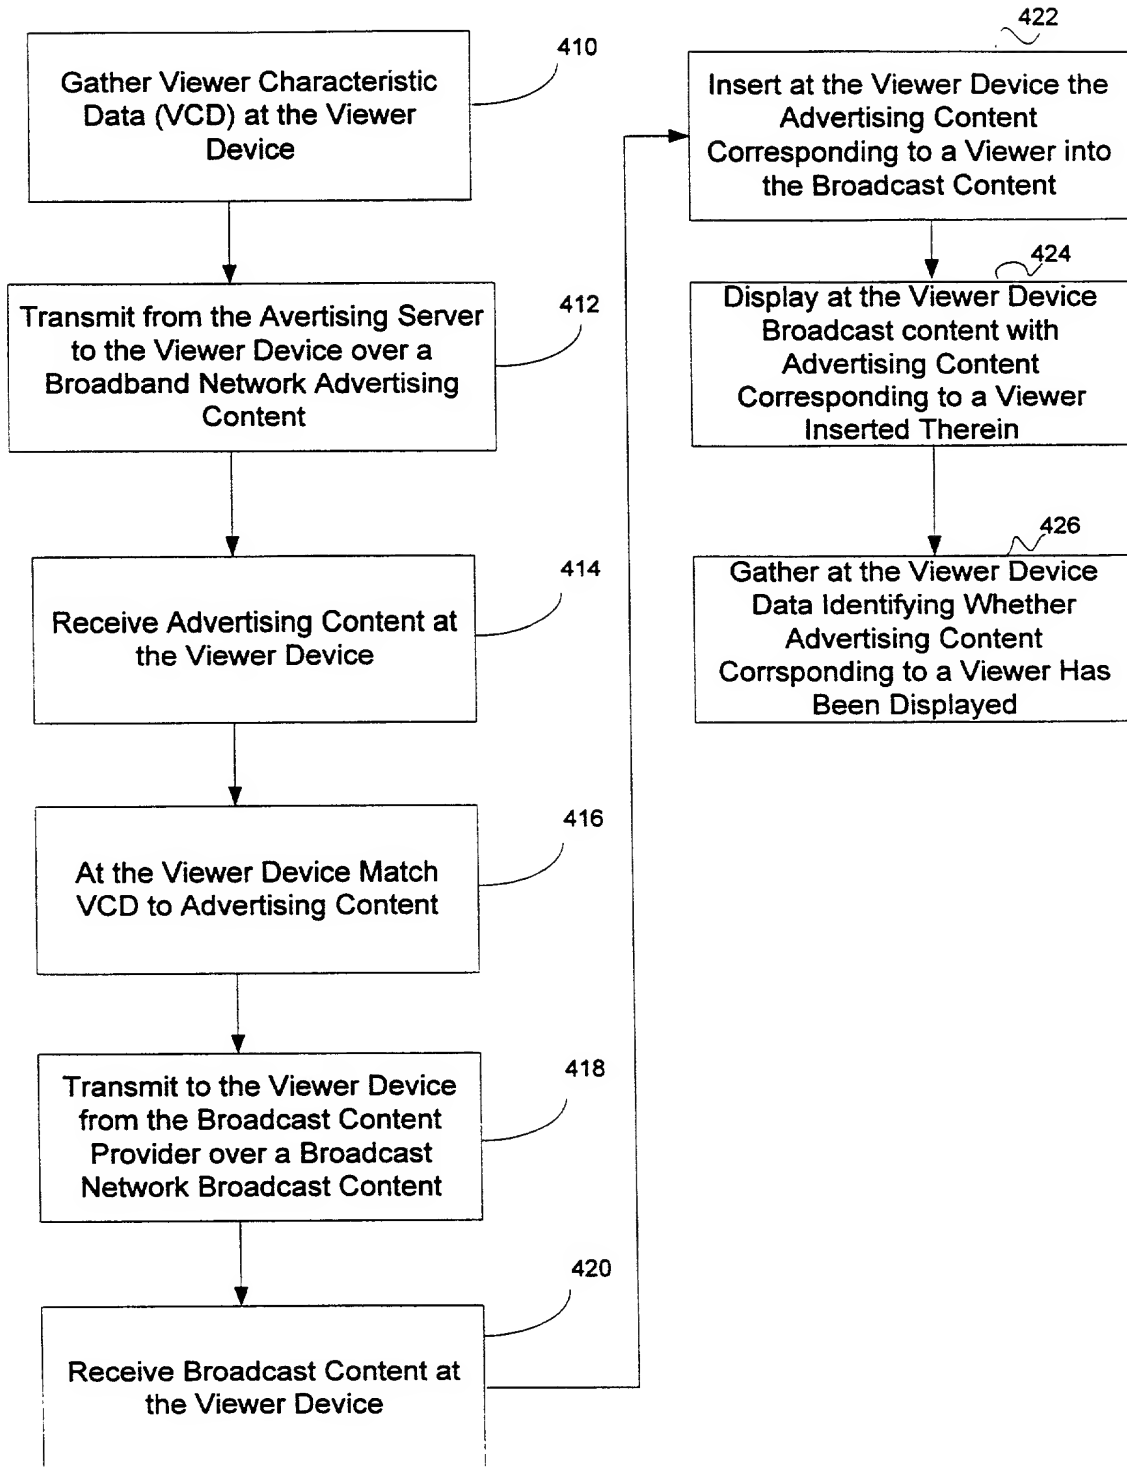 410
Gather Viewer Characteristic
Data (VCD) at the Viewer
Device
412
Transmit from the Avertising Server
to the Viewer Device over a
Broadband Network Advertising
Content
414
Receive Advertising Content at
the Viewer Device
416
At the Viewer Device Match
VCD to Advertising Content
418
Transmit to the Viewer Device
from the Broadcast Content
Provider over a Broadcast
Network Broadcast Content
420
Receive Broadcast Content at
the Viewer Device
422
Insert at the Viewer Device the
Advertising Content
Corresponding to a Viewer into
the Broadcast Content
424
Display at the Viewer Device
Broadcast content with
Advertising Content
Corresponding to a Viewer
Inserted Therein
426
Gather at the Viewer Device
Data Identifying Whether
Advertising Content
Corrsponding to a Viewer Has
Been Displayed